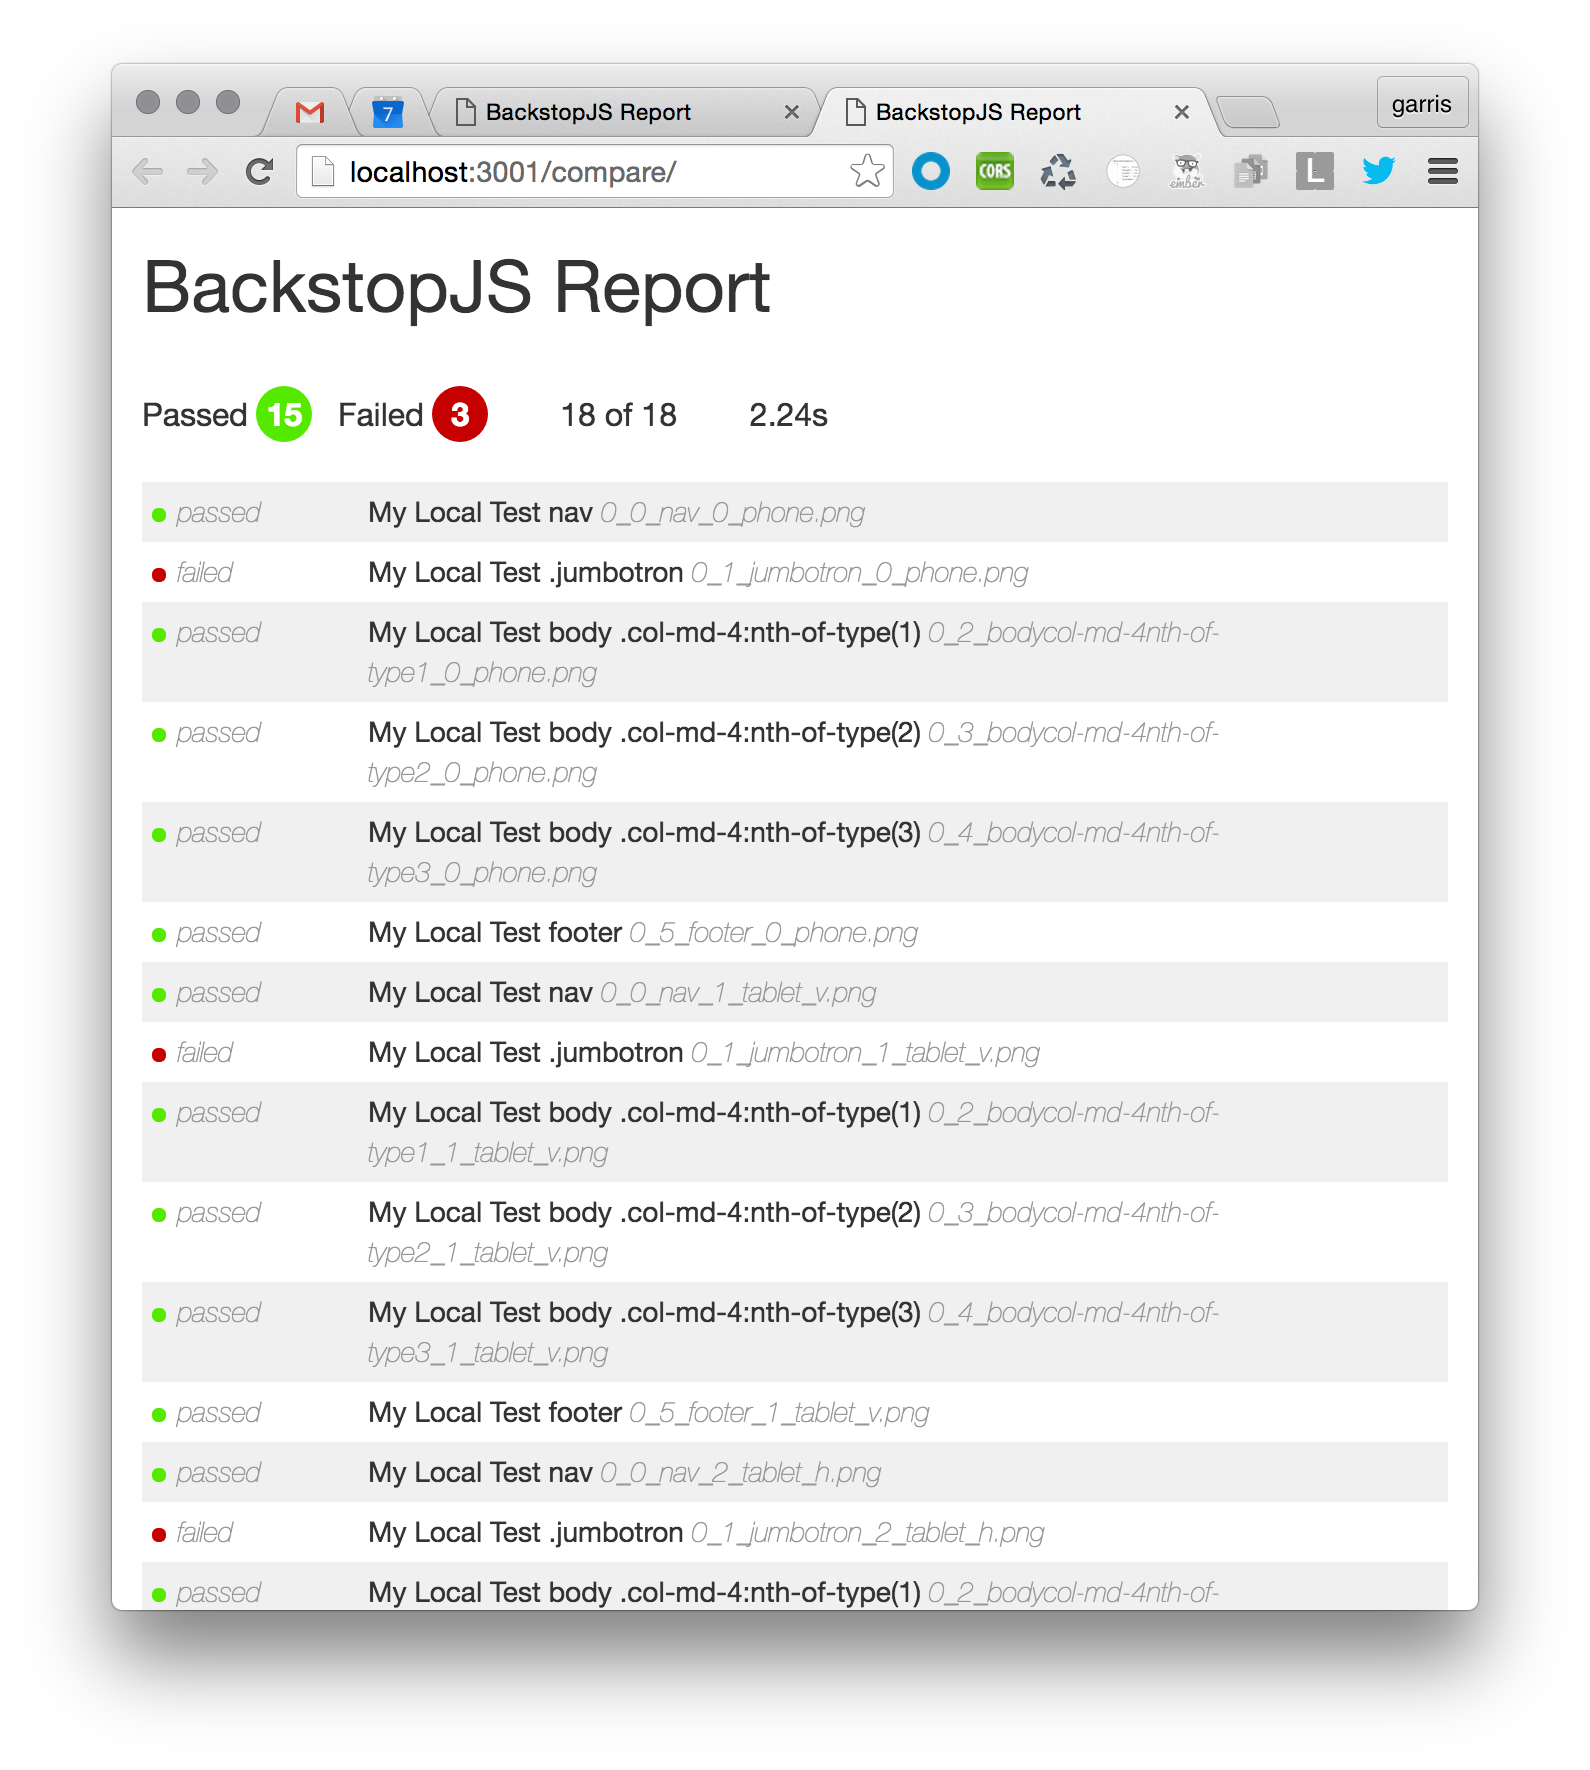 7 BackstopJS Report BackstopJS Report garris
localhost:3001/compare/ CORS ember L
BackstopJS Report
Passed 15 Failed 3 18 of 18 2.24s
passed My Local Test nav 0_0_nav_0_phone.png
failed My Local Test .jumbotron 0_1_jumbotron_0_phone.png
passed My Local Test body .col-md-4:nth-of-type(1) 0_2_bodycol-md-4nth-of-
type1_0_phone.png
passed My Local Test body .col-md-4:nth-of-type(2) 0_3_bodycol-md-4nth-of-
type2_0_phone.png
passed My Local Test body .col-md-4:nth-of-type(3) 0_4_bodycol-md-4nth-of-
type3_0_phone.png
passed My Local Test footer 0_5_footer_0_phone.png
passed My Local Test nav 0_0_nav_1_tablet_v.png
failed My Local Test .jumbotron 0_1_jumbotron_1_tablet_v.png
passed My Local Test body .col-md-4:nth-of-type(1) 0_2_bodycol-md-4nth-of-
type1_1_tablet_v.png
passed My Local Test body .col-md-4:nth-of-type(2) 0_3_bodycol-md-4nth-of-
type2_1_tablet_v.png
passed My Local Test body .col-md-4:nth-of-type(3) 0_4_bodycol-md-4nth-of-
type3_1_tablet_v.png
passed My Local Test footer 0_5_footer_1_tablet_v.png
passed My Local Test nav 0_0_nav_2_tablet_h.png
failed My Local Test .jumbotron 0_1_jumbotron_2_tablet_h.png
passed My Local Test body .col-md-4:nth-of-type(1) 0_2_bodycol-md-4nth-of-